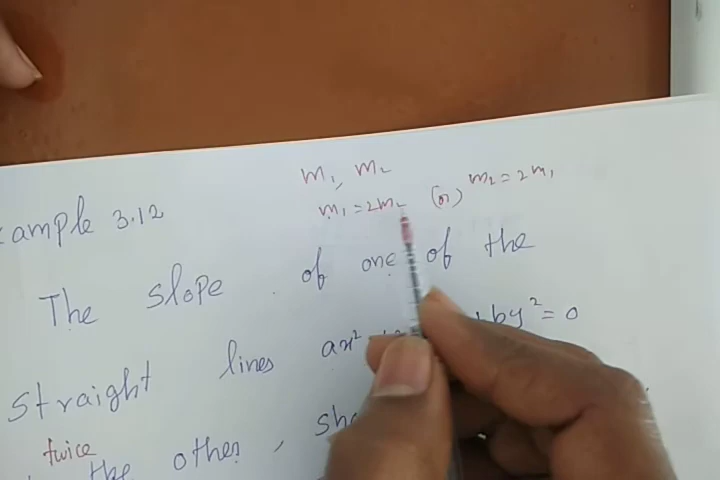 m₁, m₂
m₁ = 2m₂ (or) m₂ = 2m₁
ample 3.12
The slope of one of the
straight lines ax² by² = 0
twice
the other,